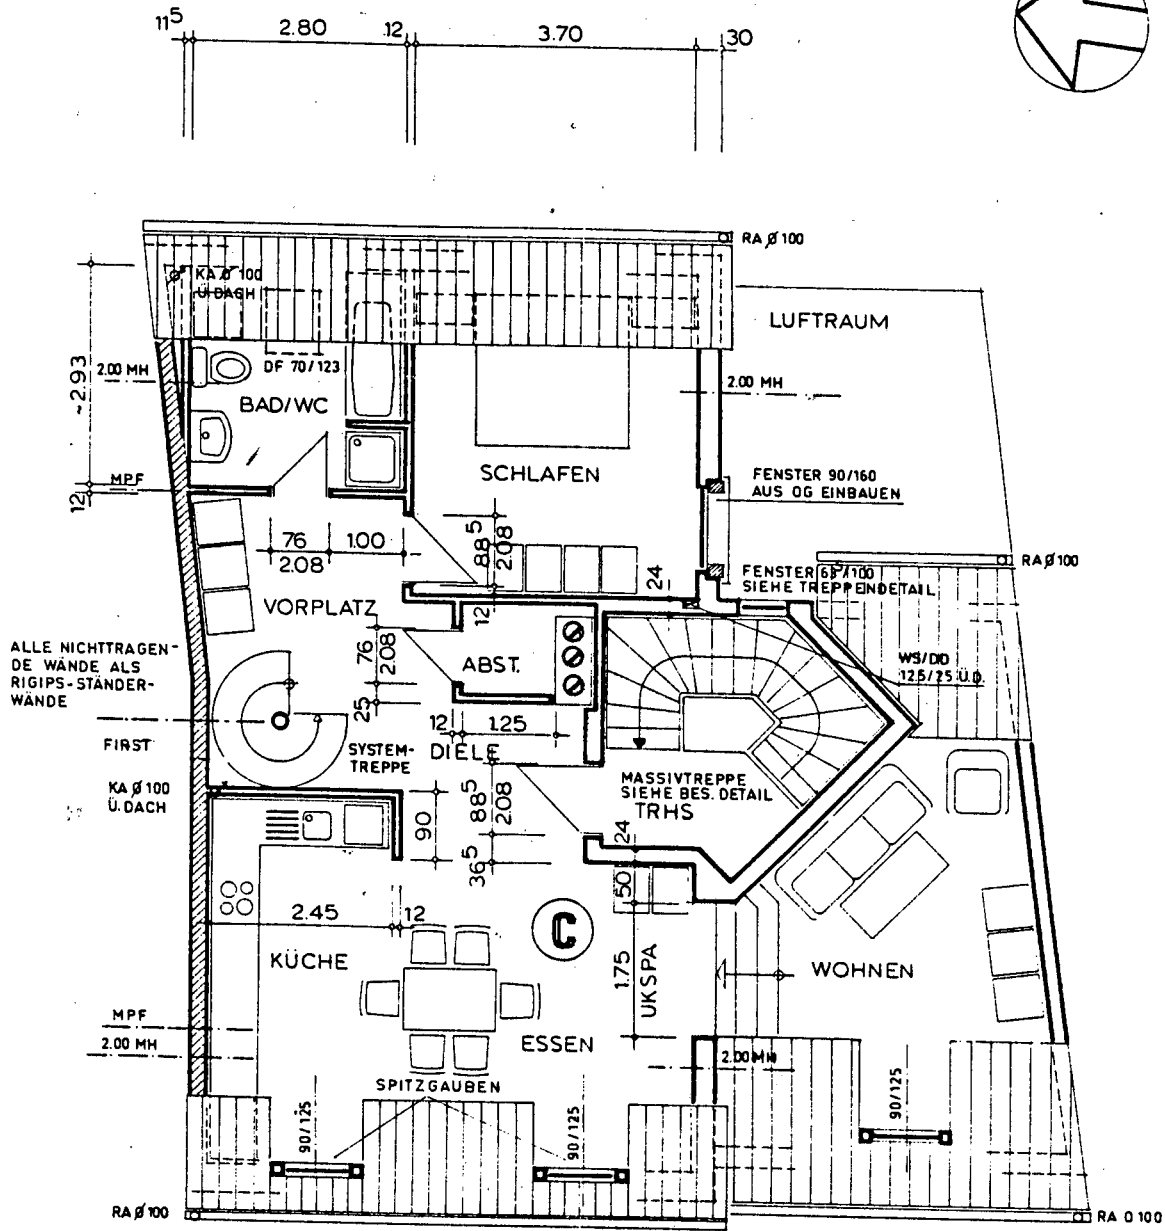 11⁵ 2.80 12 3.70 30
RA Ø 100
KA Ø 100
Ü. DACH
LUFTRAUM
~2.93
2.00 MH
DF 70/123
2.00 MH
BAD/WC
SCHLAFEN
FENSTER 90/160
AUS OG EINBAUEN
MPF
12
76
2.08
1.00
88⁵
2.08
24
RA Ø 100
FENSTER 63⁵/100
SIEHE TREPPENDETAIL
VORPLATZ
12
ALLE NICHTTRAGEN-
DE WÄNDE ALS
RIGIPS-STÄNDER-
WÄNDE
76
2.08
ABST.
WS/DD
12.5/25 Ü.D.
25
12 1.25
FIRST
SYSTEM-
TREPPE
DIELE
MASSIVTREPPE
SIEHE BES. DETAIL
TRHS
KA Ø 100
Ü. DACH
90
88⁵
2.08
24
36⁵
50
2.45 12
C
KÜCHE
1.75
UKSPA
WOHNEN
MPF
2.00 MH
ESSEN
2.00 MH
SPITZGAUBEN
90/125
90/125
90/125
RA Ø 100
RA O 100